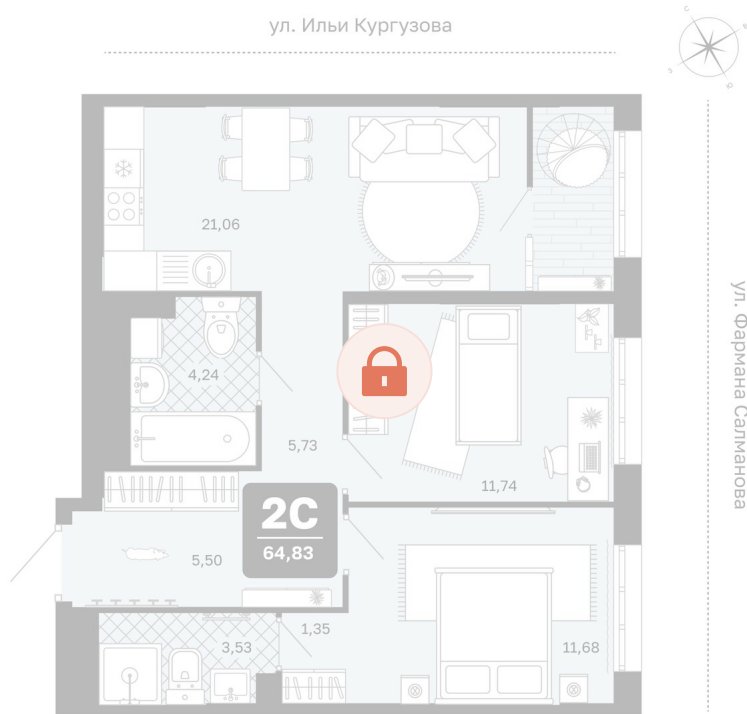 ул. Ильи Кургузова
С
В
З
Ю
21,06
ул. Фармана Салманова
4,24
5,73
11,74
2С
64,83
5,50
1,35
3,53
11,68